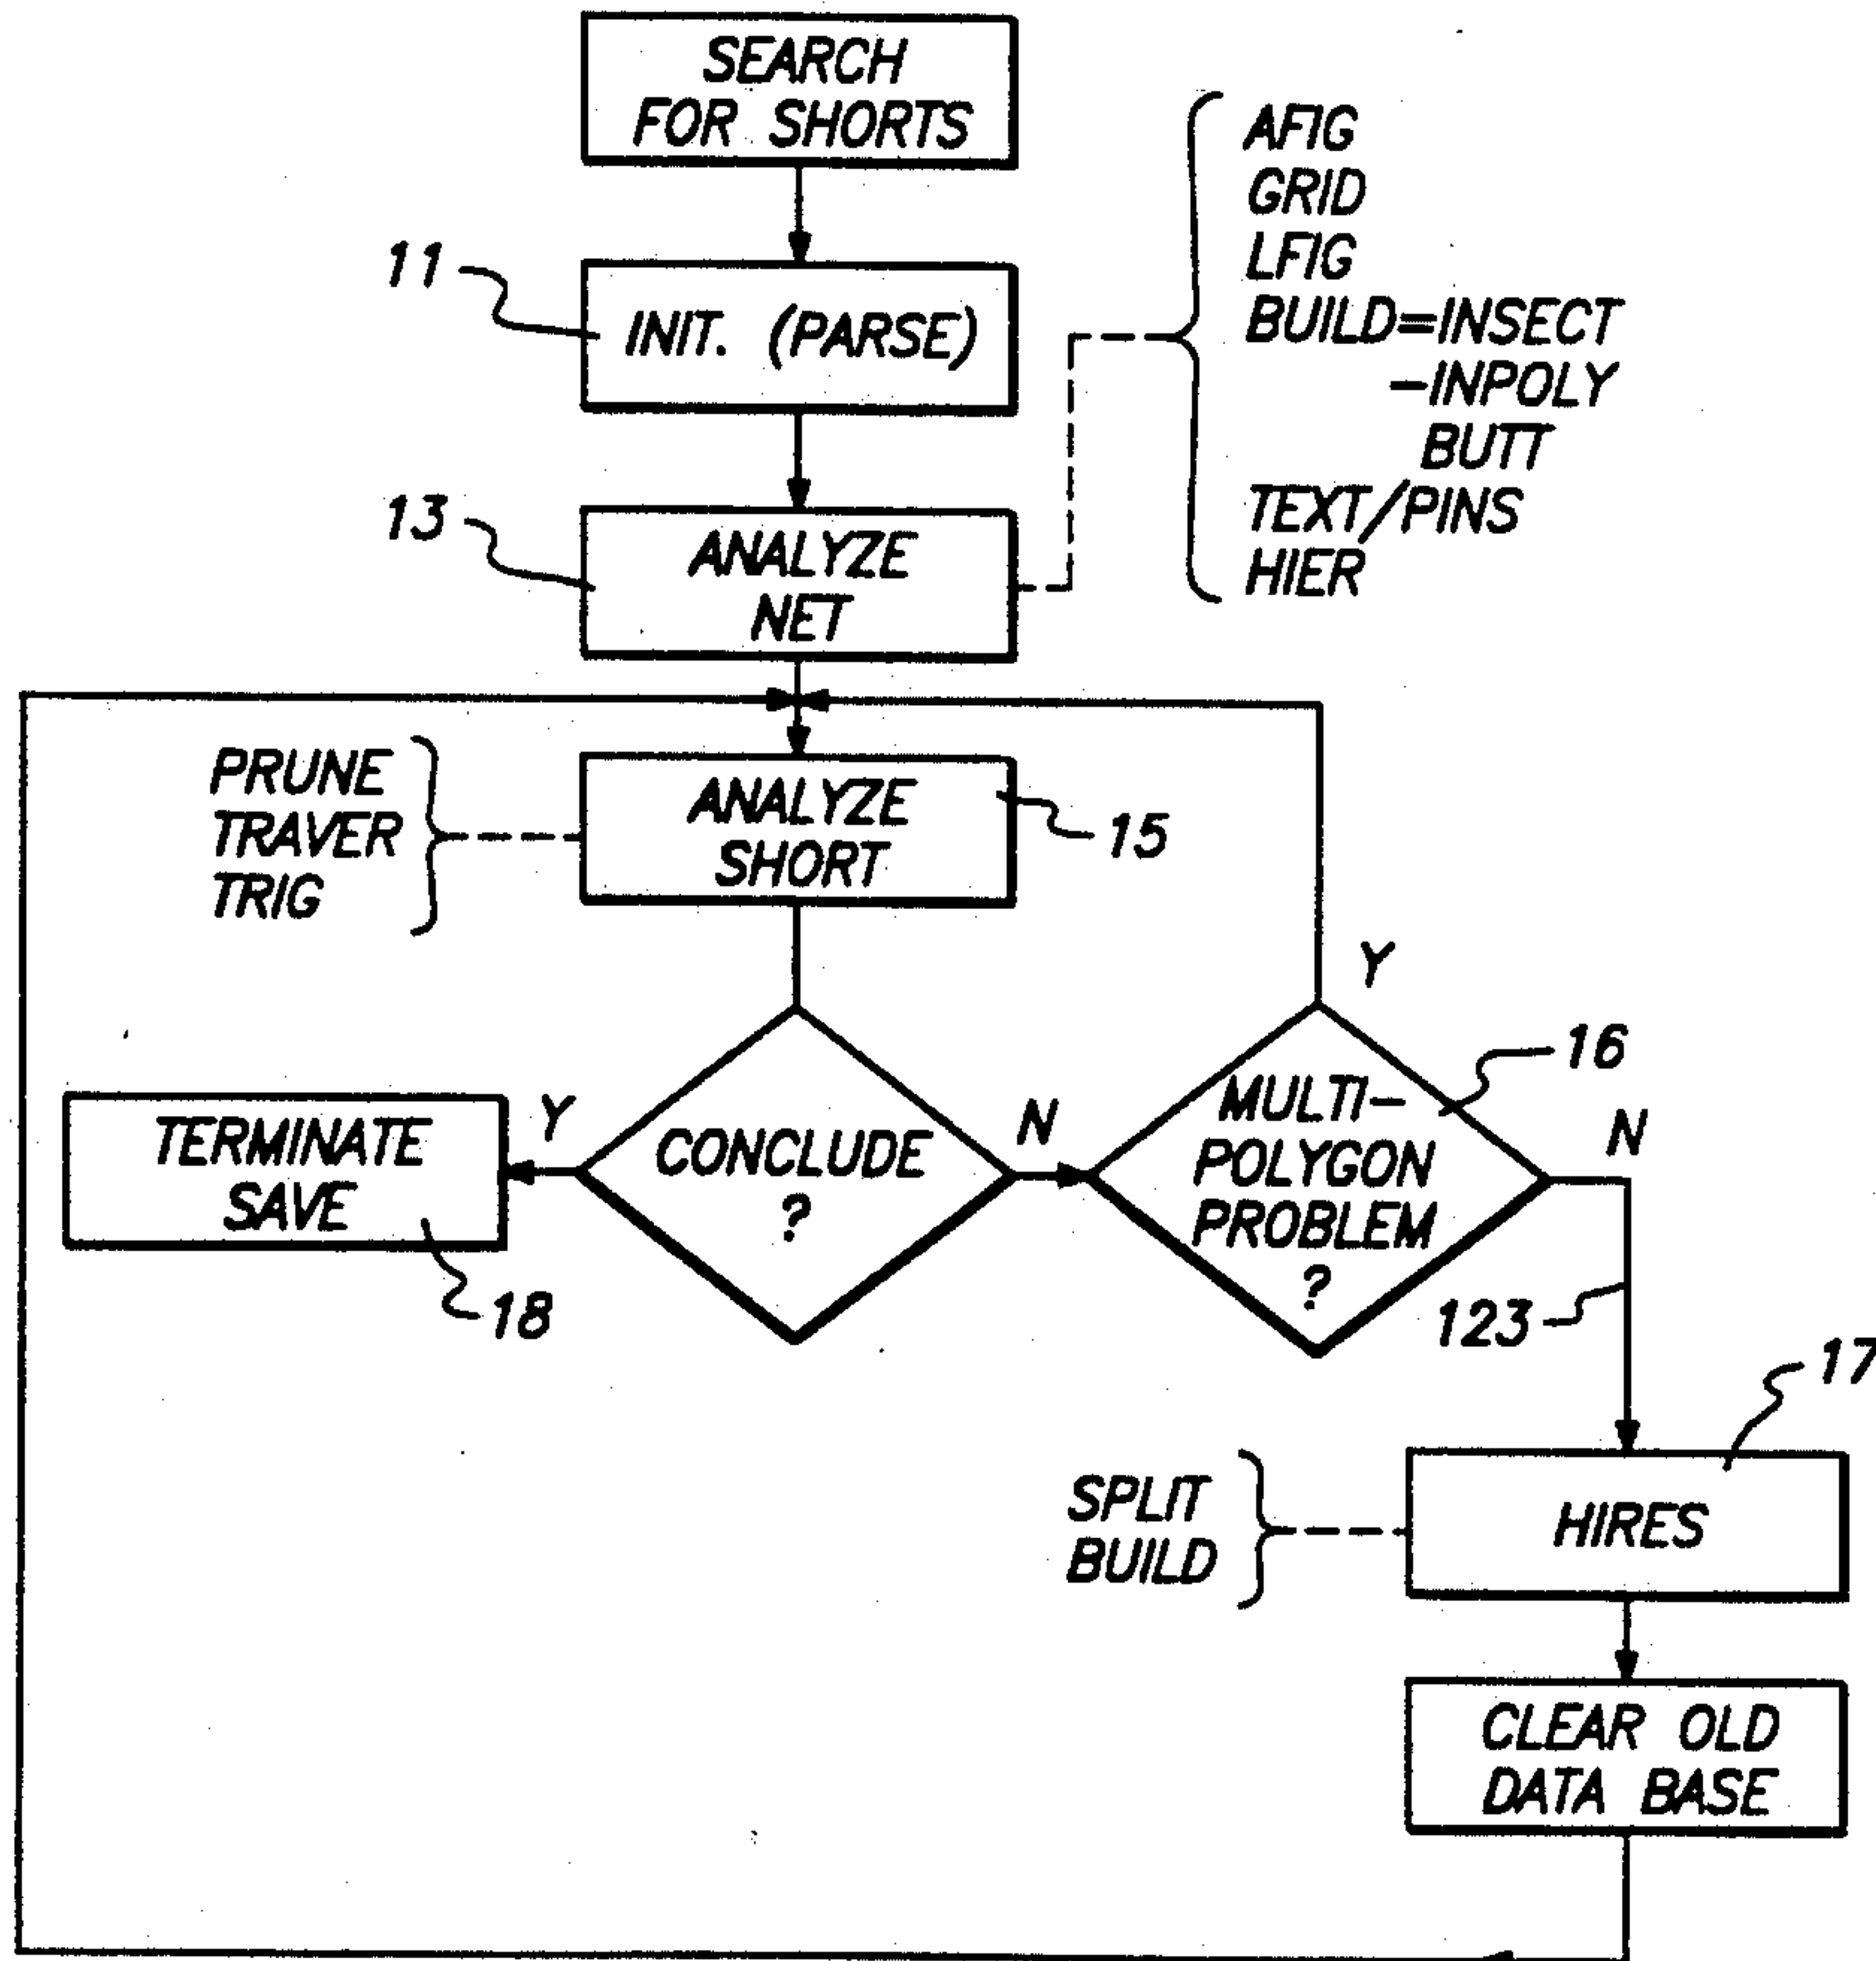 SEARCH
FOR SHORTS
11
INIT. (PARSE)
AFIG
GRID
LFIG
BUILD=INSECT
-INPOLY
BUTT
TEXT/PINS
HIER
13
ANALYZE
NET
PRUNE
TRAVER
TRIG
ANALYZE
SHORT
15
Y
16
TERMINATE
SAVE
18
Y
CONCLUDE
?
N
MULTI-
POLYGON
PROBLEM
?
N
123
17
SPLIT
BUILD
HIRES
CLEAR OLD
DATA BASE